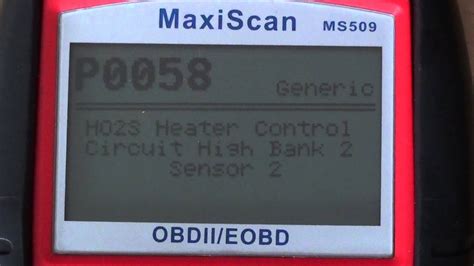 MaxiScan MS509
P0058 Generic
HO2S Heater Control
Circuit High Bank 2
Sensor 2
OBDII/EOBD